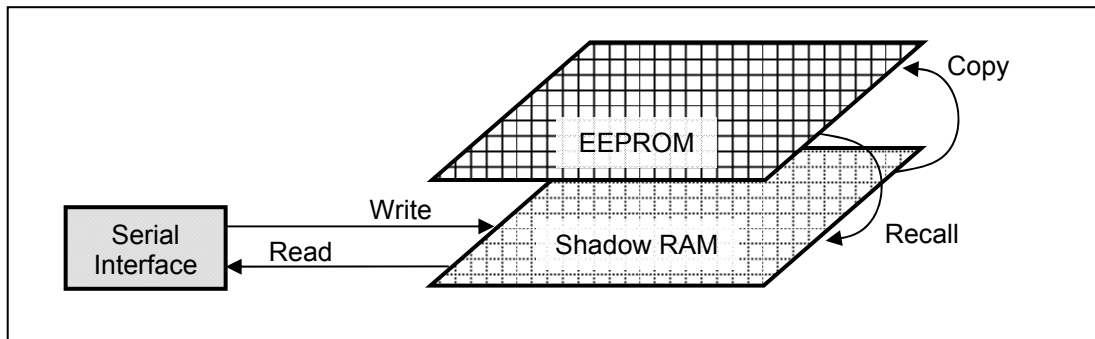 Copy
EEPROM
Write
Serial
Interface
Read
Shadow RAM
Recall